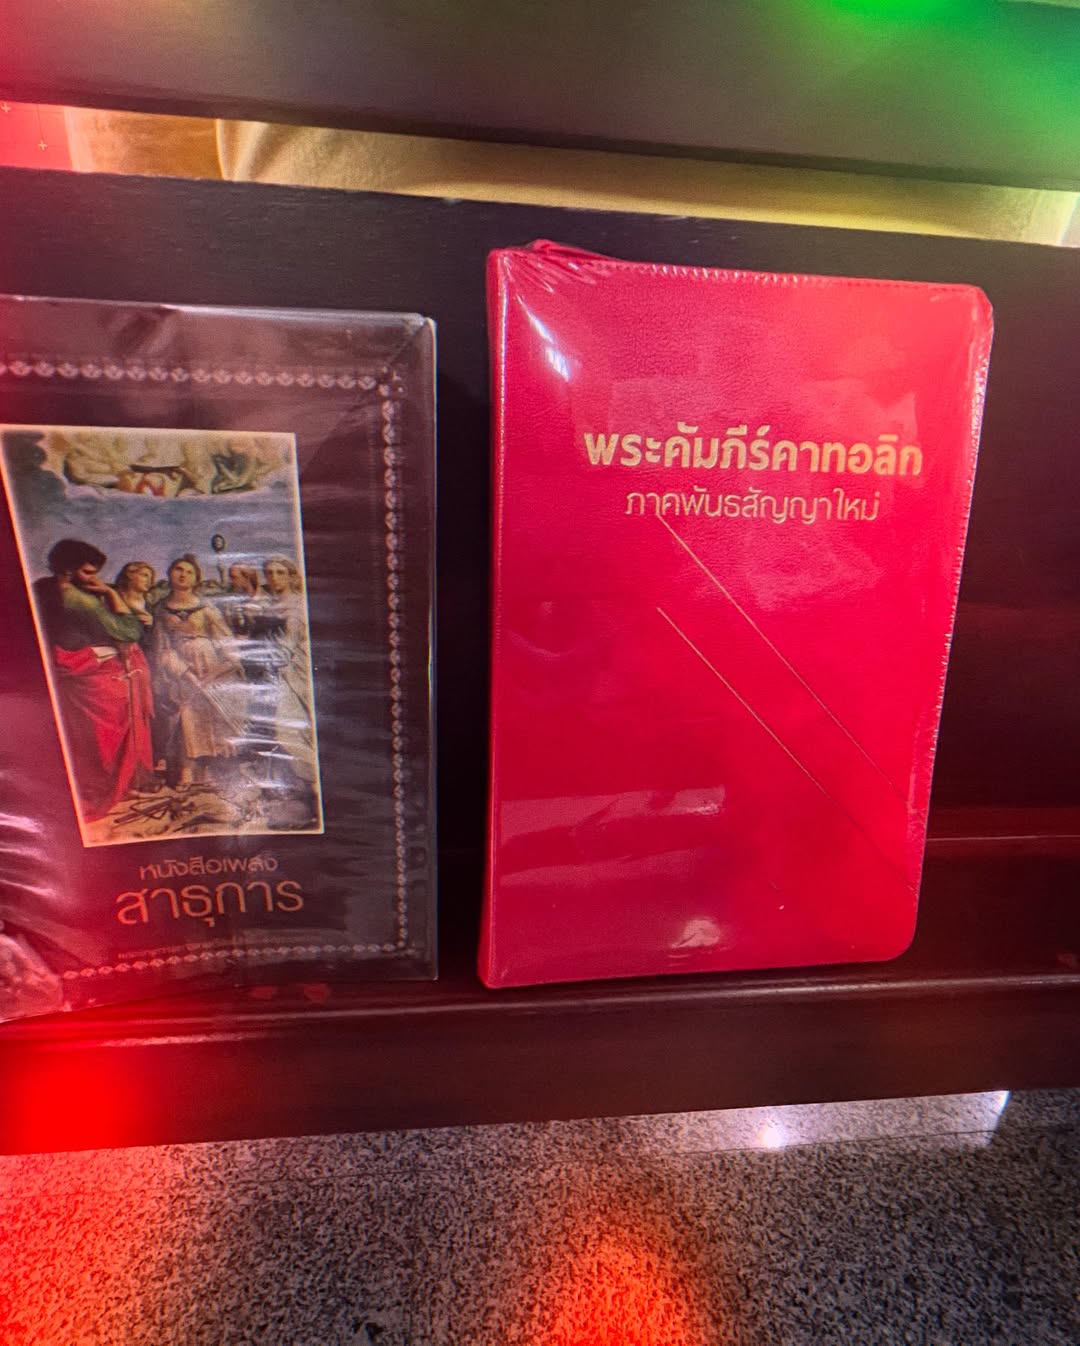 หนังสือเพลง
สาธุการ
พระคัมภีร์คาทอลิก
ภาคพันธสัญญาใหม่